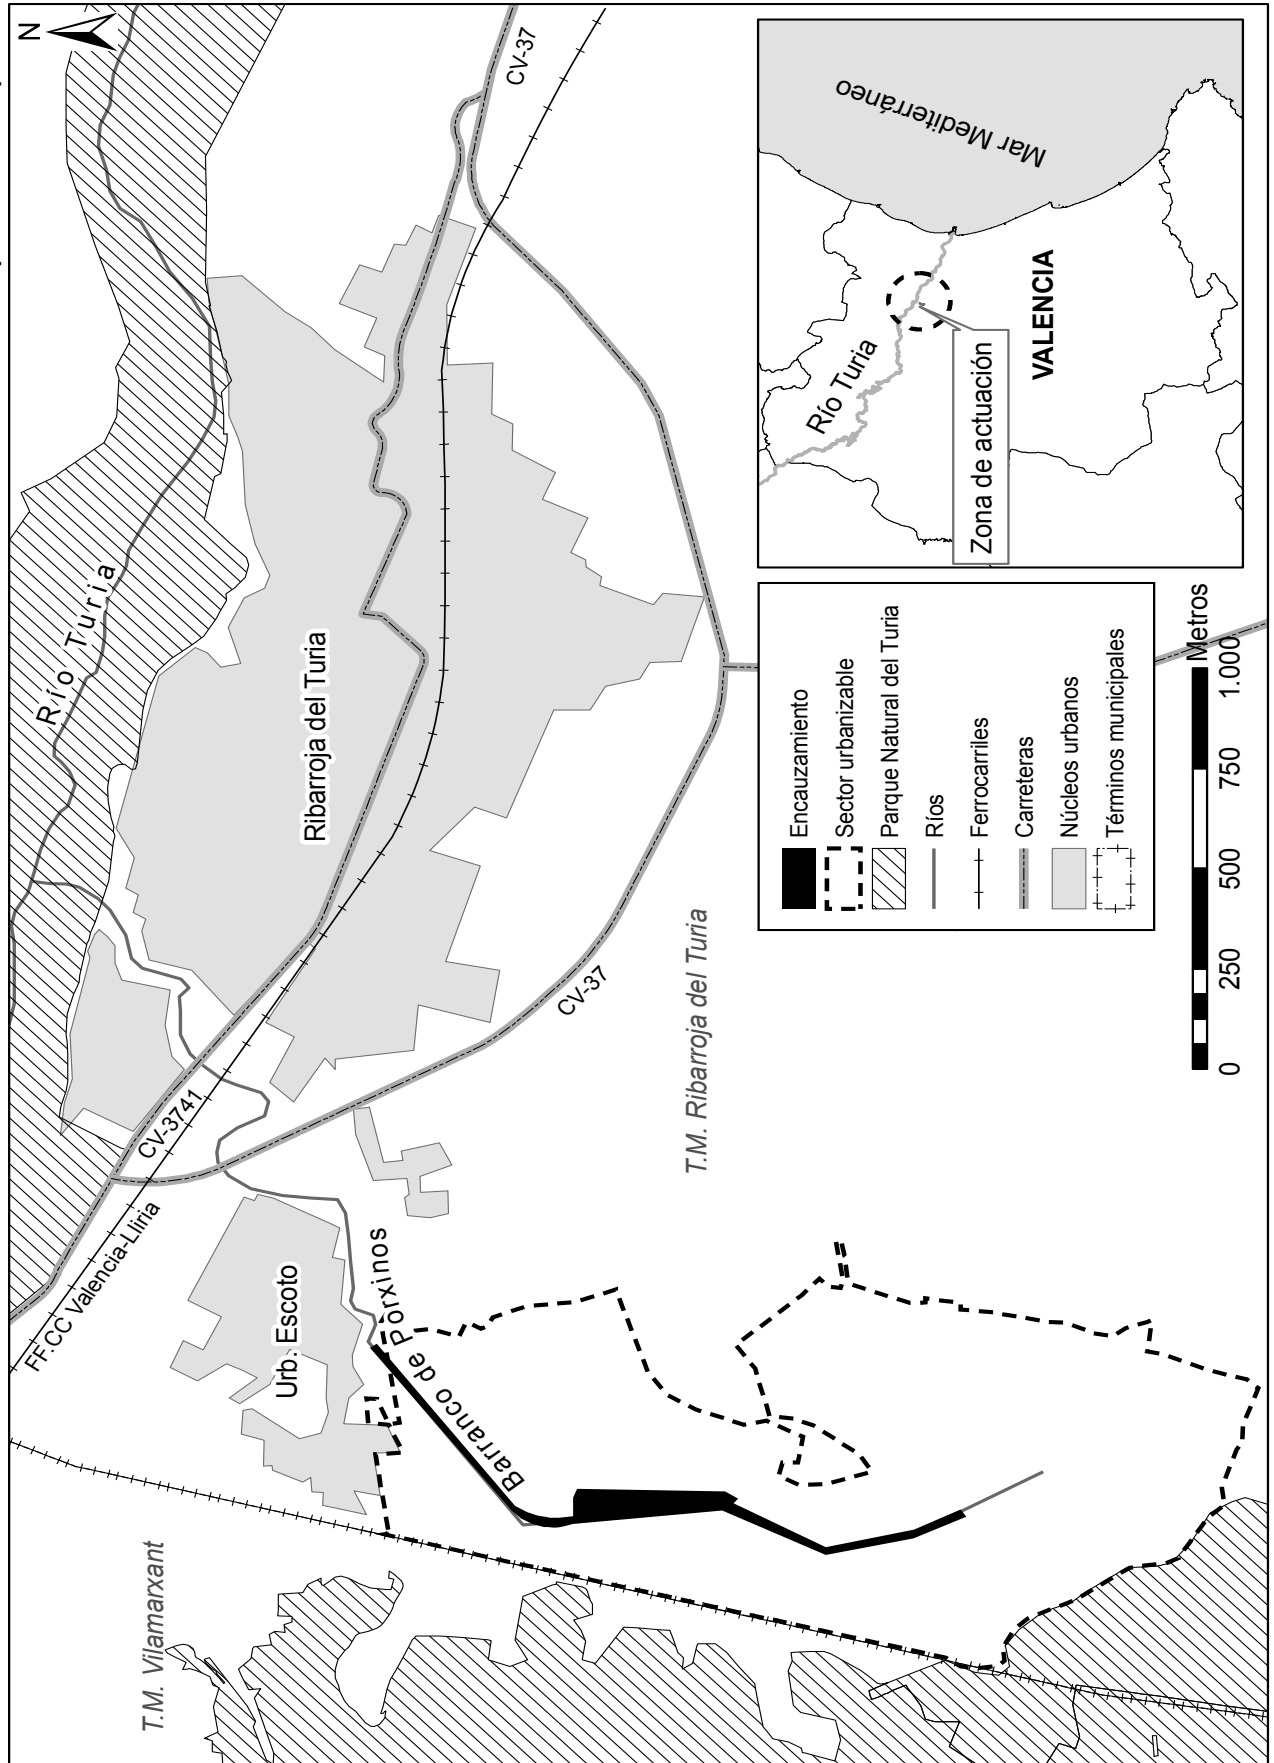 N
Río Turia
CV-37
Ribarroja del Turia
CV-3741
FF.CC Valencia-Lliria
Urb. Escoto
Barranco de Porxinos
CV-37
T.M. Vilamarxant
T.M. Ribarroja del Turia
Encauzamiento
Sector urbanizable
Parque Natural del Turia
Ríos
Ferrocarriles
Carreteras
Núcleos urbanos
Términos municipales
0 250 500 750 1.000
Metros
Río Turia
Mar Mediterráneo
Zona de actuación
VALENCIA